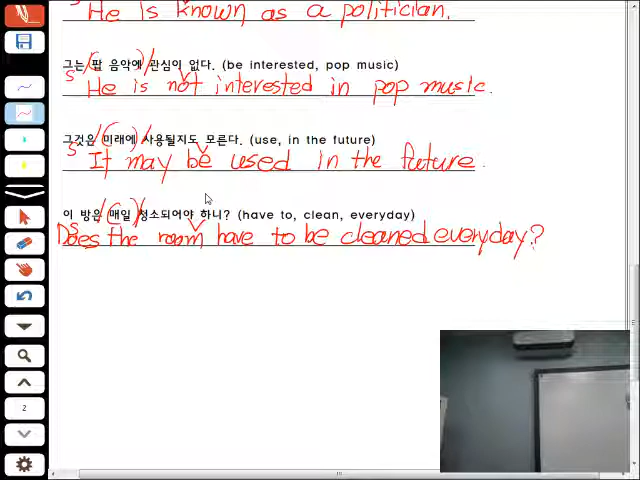 He is known as a politician.
그는 팝 음악에 관심이 없다. (be interested, pop music)
S
He is not interested in pop music.
그것은 미래에 사용될지도 모른다. (use, in the future)
S
It may be used in the future.
이 방은 매일 청소되어야 하니? (have to, clean, everyday)
S
Does the room have to be cleaned everyday?
2